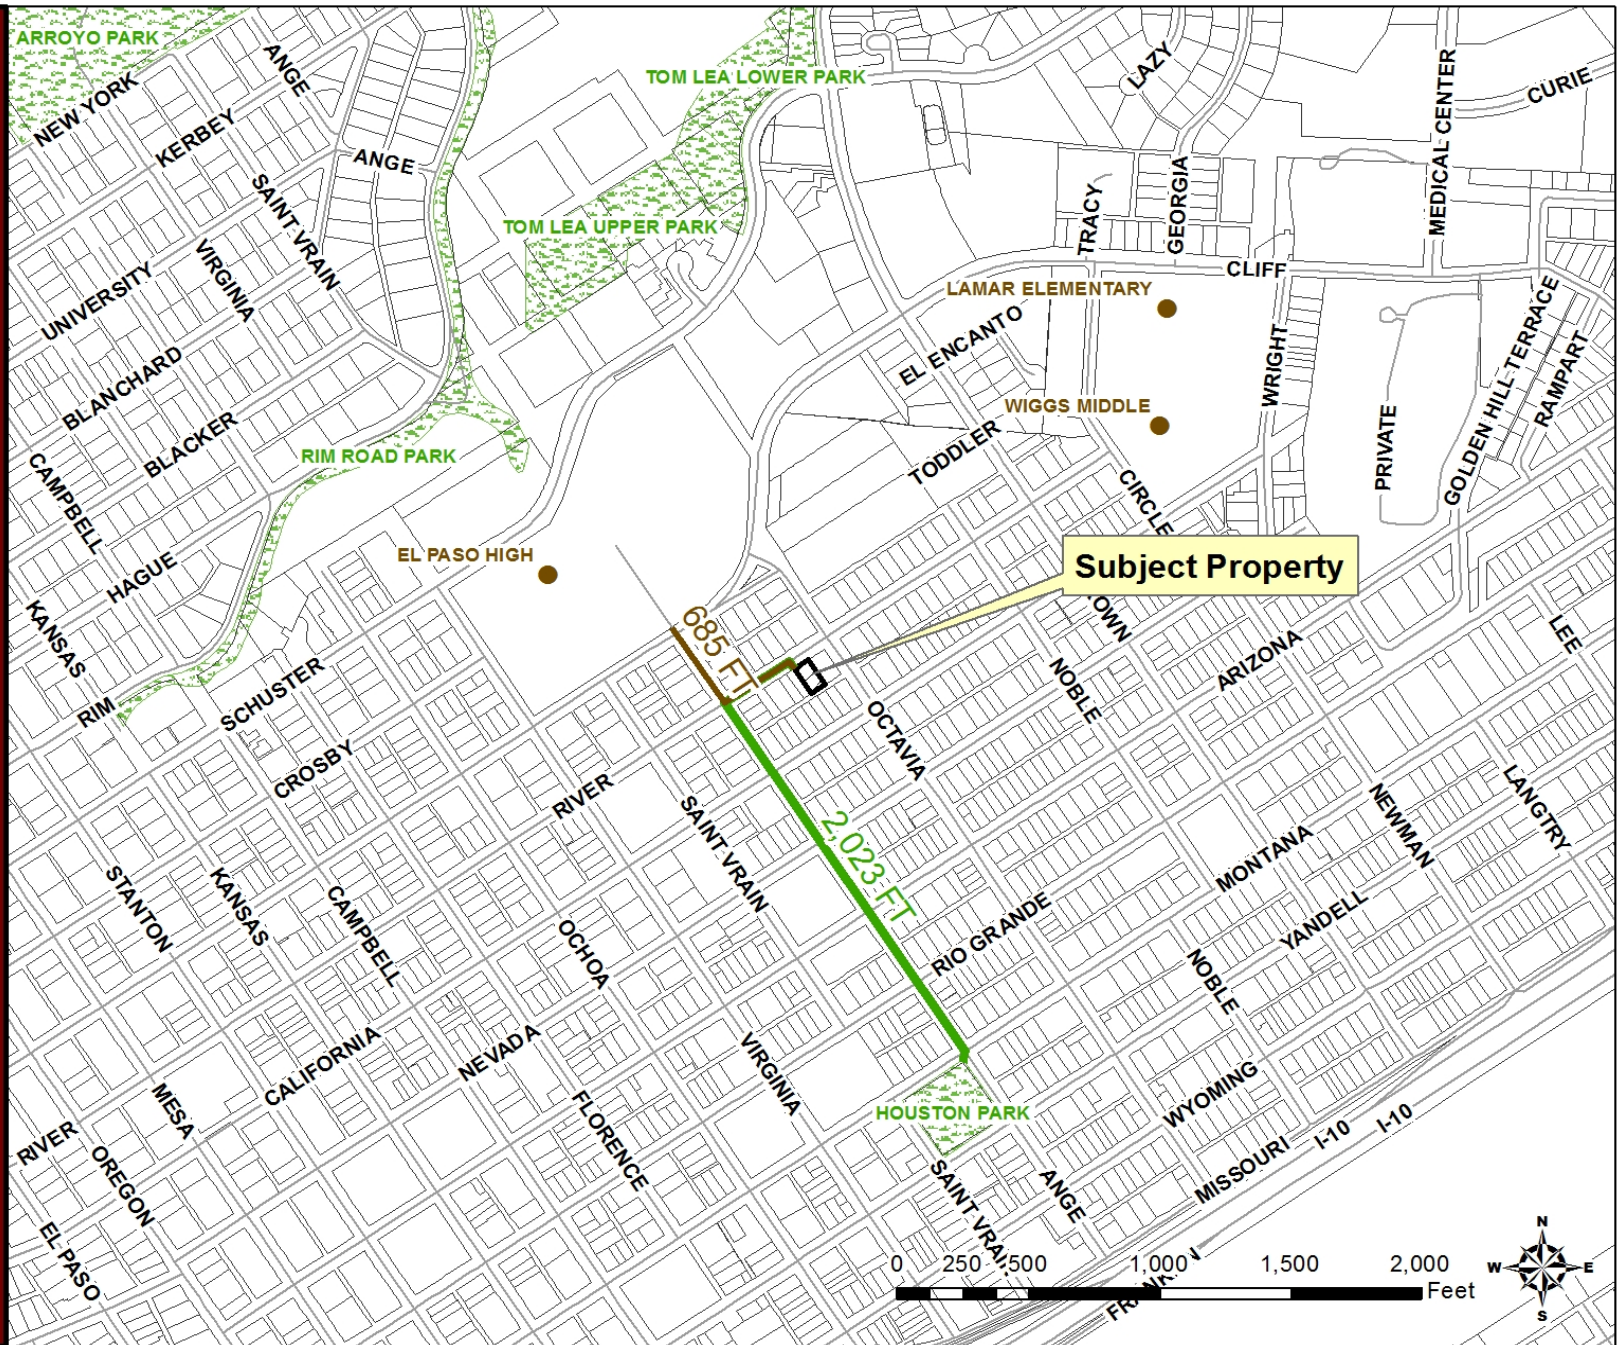 ARROYO PARK
NEW YORK
KERBEY
ANGE
ANGE
TOM LEA LOWER PARK
LAZY
CURIE
MEDICAL CENTER
SAINT VRAIN
VIRGINIA
UNIVERSITY
TOM LEA UPPER PARK
TRACY
GEORGIA
CLIFF
LAMAR ELEMENTARY
EL ENCANTO
WRIGHT
GOLDEN HILL TERRACE
RAMPART
PRIVATE
BLANCHARD
BLACKER
RIM ROAD PARK
WIGGS MIDDLE
TODDLER
CIRCLE
CAMPBELL
HAGUE
EL PASO HIGH
Subject Property
KANSAS
RIM
SCHUSTER
CROSBY
685 FT
OWN
NOBLE
ARIZONA
LEE
OCTAVIA
RIVER
SAINT VRAIN
2,023 FT
NEWMAN
LANGTRY
MONTANA
YANDELL
RIO GRANDE
STANTON
KANSAS
CAMPBELL
OCHOA
NOBLE
CALIFORNIA
NEVADA
VIRGINIA
MESA
FLORENCE
HOUSTON PARK
WYOMING
RIVER
OREGON
EL PASO
SAINT VRAIN
ANGE
MISSOURI
I-10
I-10
0 250 500 1,000 1,500 2,000
Feet
N
W E
S